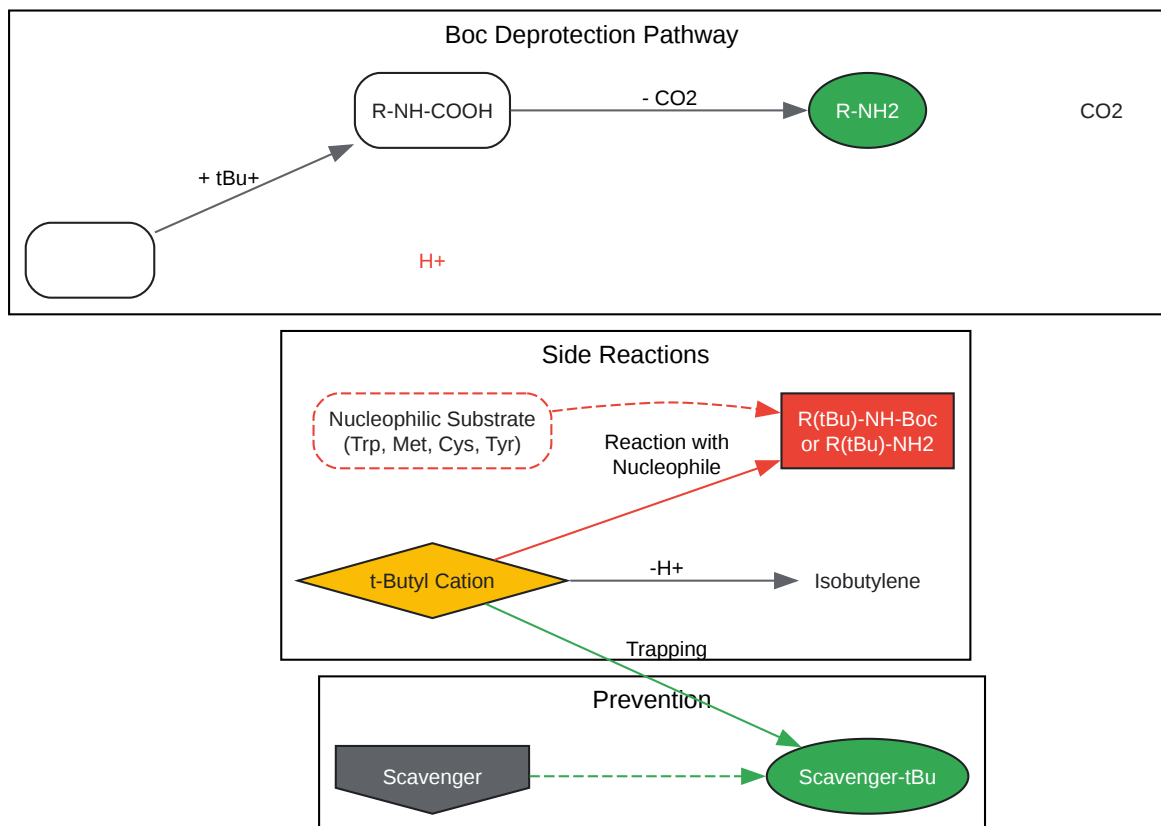 Boc Deprotection Pathway
R-NH-COOH
- CO2
R-NH2
CO2
+ tBu+
H+
Side Reactions
Nucleophilic Substrate
(Trp, Met, Cys, Tyr)
R(tBu)-NH-Boc
or R(tBu)-NH2
Reaction with
Nucleophile
t-Butyl Cation
-H+
Isobutylene
Trapping
Prevention
Scavenger
Scavenger-tBu